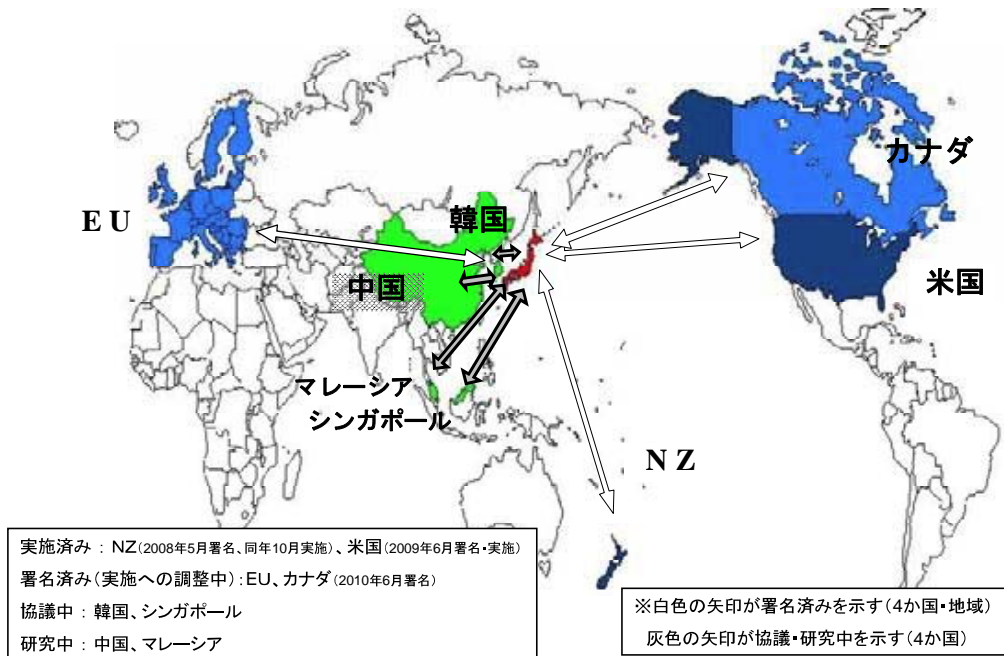 カナダ
韓国
EU
中国
米国
マレーシア
シンガポール
NZ
実施済み : NZ(2008年5月署名、同年10月実施)、米国(2009年6月署名・実施)
署名済み(実施への調整中):EU、カナダ(2010年6月署名)
協議中 : 韓国、シンガポール
研究中 : 中国、マレーシア
※白色の矢印が署名済みを示す(4か国・地域)
灰色の矢印が協議・研究中を示す(4か国)